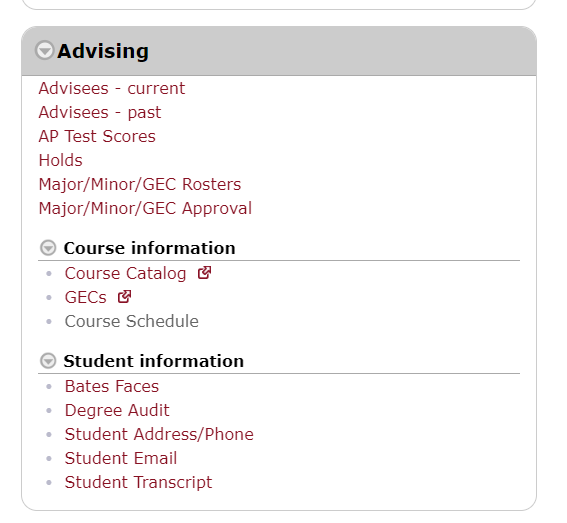 Advising
Advisees - current
Advisees - past
AP Test Scores
Holds
Major/Minor/GEC Rosters
Major/Minor/GEC Approval
Course information
Course Catalog
GECs
Course Schedule
Student information
Bates Faces
Degree Audit
Student Address/Phone
Student Email
Student Transcript